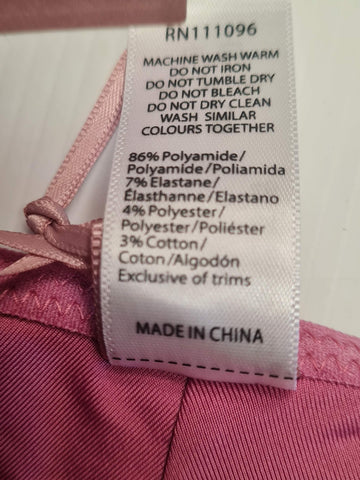 RN111096
MACHINE WASH WARM
DO NOT IRON
DO NOT TUMBLE DRY
DO NOT BLEACH
DO NOT DRY CLEAN
WASH SIMILAR
COLOURS TOGETHER
86% Polyamide/
Polyamide/Poliamida
7% Elastane/
Élasthanne/Elastano
4% Polyester/
Polyester/Poliéster
3% Cotton/
Coton/Algodón
Exclusive of trims
MADE IN CHINA